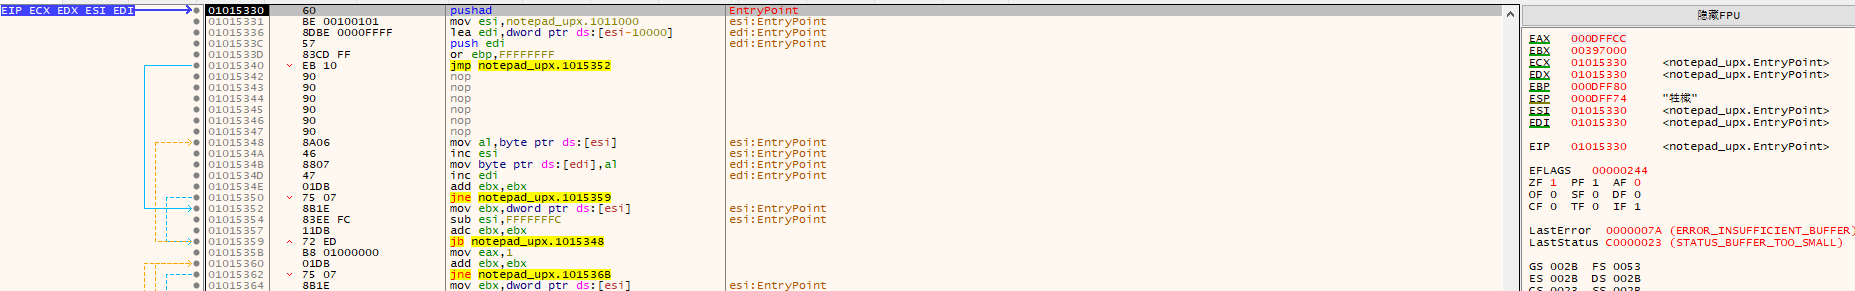 EIP ECX EDX ESI EDI
01015330 60 pushad EntryPoint
01015331 BE 00100101 mov esi,notepad_upx.1011000 esi:EntryPoint
01015336 8DBE 0000FFFF lea edi,dword ptr ds:[esi-10000] edi:EntryPoint
0101533C 57 push edi edi:EntryPoint
0101533D 83CD FF or ebp,FFFFFFFF
01015340 EB 10 jmp notepad_upx.1015352
01015342 90 nop
01015343 90 nop
01015344 90 nop
01015345 90 nop
01015346 90 nop
01015347 90 nop
01015348 8A06 mov al,byte ptr ds:[esi] esi:EntryPoint
0101534A 46 inc esi esi:EntryPoint
0101534B 8807 mov byte ptr ds:[edi],al edi:EntryPoint
0101534D 47 inc edi edi:EntryPoint
0101534E 01DB add ebx,ebx
01015350 75 07 jne notepad_upx.1015359
01015352 8B1E mov ebx,dword ptr ds:[esi] esi:EntryPoint
01015354 83EE FC sub esi,FFFFFFFC esi:EntryPoint
01015357 11DB adc ebx,ebx
01015359 72 ED jb notepad_upx.1015348
0101535B B8 01000000 mov eax,1
01015360 01DB add ebx,ebx
01015362 75 07 jne notepad_upx.101536B
01015364 8B1E mov ebx,dword ptr ds:[esi] esi:EntryPoint
隐藏FPU
EAX 000DFFCC
EBX 00397000
ECX 01015330 <notepad_upx.EntryPoint>
EDX 01015330 <notepad_upx.EntryPoint>
EBP 000DFF80
ESP 000DFF74
ESI 01015330 <notepad_upx.EntryPoint>
EDI 01015330 <notepad_upx.EntryPoint>
EIP 01015330 <notepad_upx.EntryPoint>
EFLAGS 00000244
ZF 1 PF 1 AF 0
OF 0 SF 0 DF 0
CF 0 TF 0 IF 1
LastError 0000007A (ERROR_INSUFFICIENT_BUFFER)
LastStatus C0000023 (STATUS_BUFFER_TOO_SMALL)
GS 002B FS 0053
ES 002B DS 002B
CS 0023 SS 002B